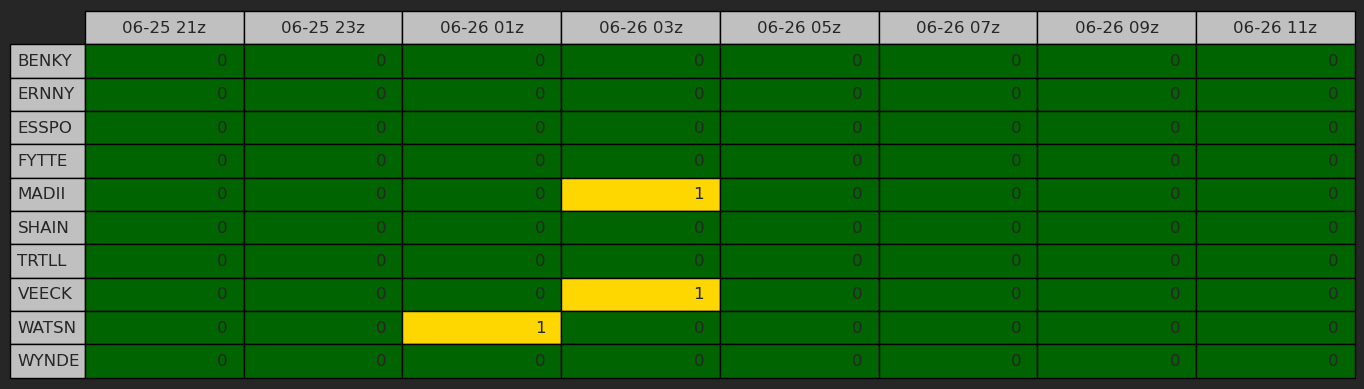 06-25 21z 06-25 23z 06-26 01z 06-26 03z 06-26 05z 06-26 07z 06-26 09z 06-26 11z
BENKY 0 0 0 0 0 0 0 0
ERNNY 0 0 0 0 0 0 0 0
ESSPO 0 0 0 0 0 0 0 0
FYTTE 0 0 0 0 0 0 0 0
MADII 0 0 0 1 0 0 0 0
SHAIN 0 0 0 0 0 0 0 0
TRTLL 0 0 0 0 0 0 0 0
VEECK 0 0 0 1 0 0 0 0
WATSN 0 0 1 0 0 0 0 0
WYNDE 0 0 0 0 0 0 0 0